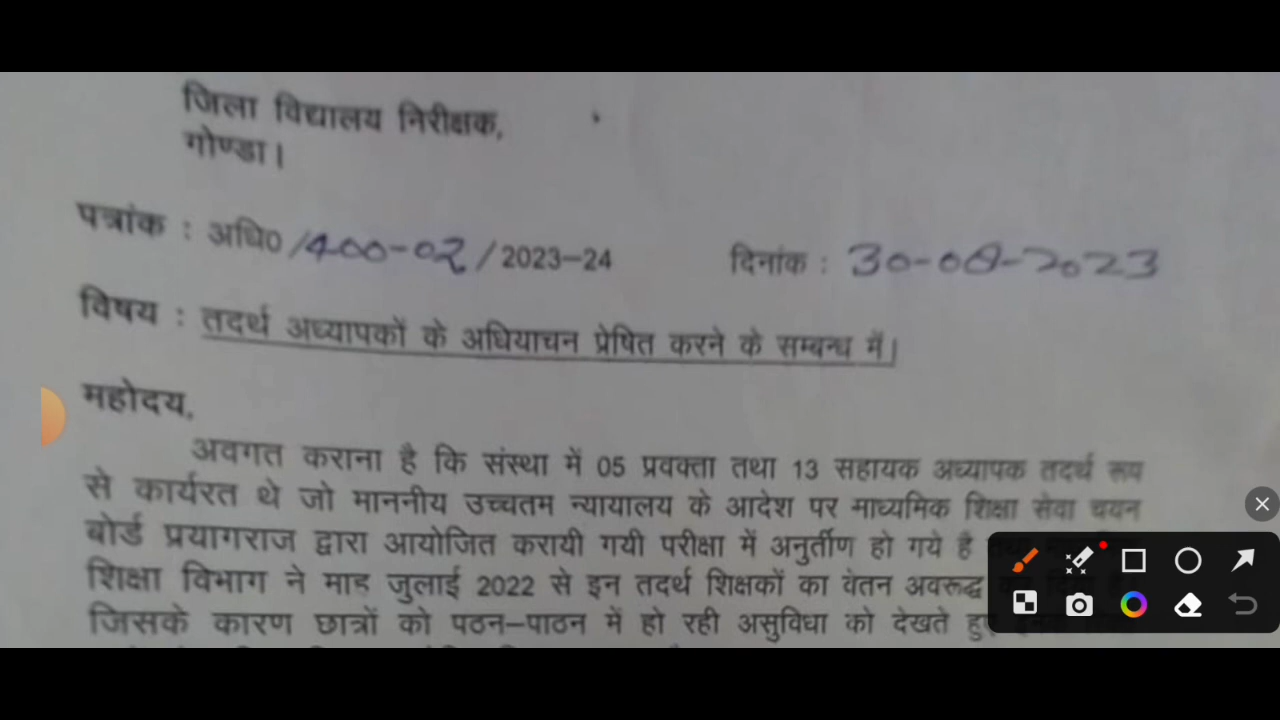 जिला विद्यालय निरीक्षक,
गोण्डा।
पत्रांक : अधि0 /400-02 / 2023-24 दिनांक : 30-08-2023
विषय : तदर्थ अध्यापकों के अधियाचन प्रेषित करने के सम्बन्ध में।
महोदय,
अवगत कराना है कि संस्था में 05 प्रवक्ता तथा 13 सहायक अध्यापक तदर्थ रूप
से कार्यरत थे जो माननीय उच्चतम न्यायालय के आदेश पर माध्यमिक शिक्षा सेवा चयन
बोर्ड प्रयागराज द्वारा आयोजित करायी गयी परीक्षा में अनुर्तीण हो गये है
शिक्षा विभाग ने माह जुलाई 2022 से इन तदर्थ शिक्षकों का वेतन अवरूद्ध
जिसके कारण छात्रों को पठन-पाठन में हो रही असुविधा को देखते हुए